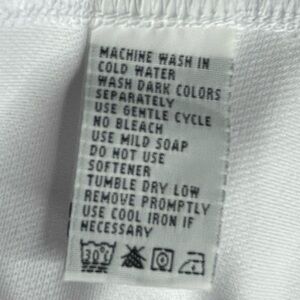 MACHINE WASH IN
COLD WATER
WASH DARK COLORS
SEPARATELY
USE GENTLE CYCLE
NO BLEACH
USE MILD SOAP
DO NOT USE
SOFTENER
TUMBLE DRY LOW
REMOVE PROMPTLY
USE COOL IRON IF
NECESSARY
30°C